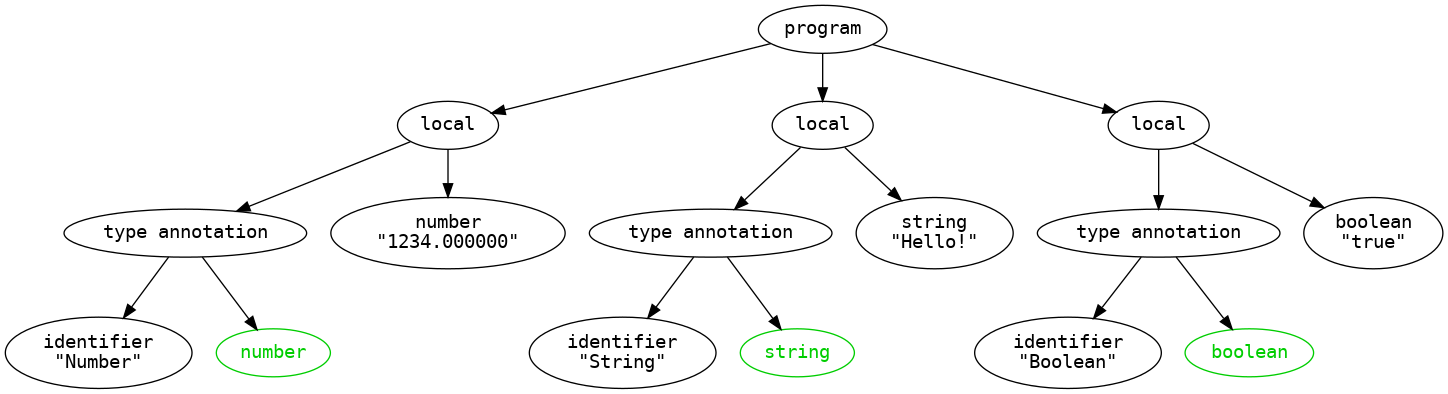 program
local
local
local
type annotation
number
"1234.000000"
type annotation
string
"Hello!"
type annotation
boolean
"true"
identifier
"Number"
number
identifier
"String"
string
identifier
"Boolean"
boolean